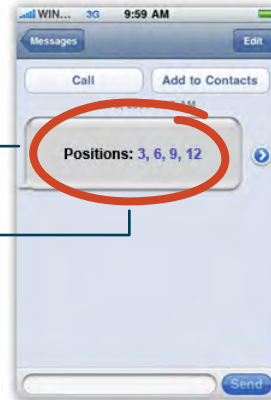 WIN... 3G 9:59 AM
Messages Edit
Call Add to Contacts
Positions: 3, 6, 9, 12
Send